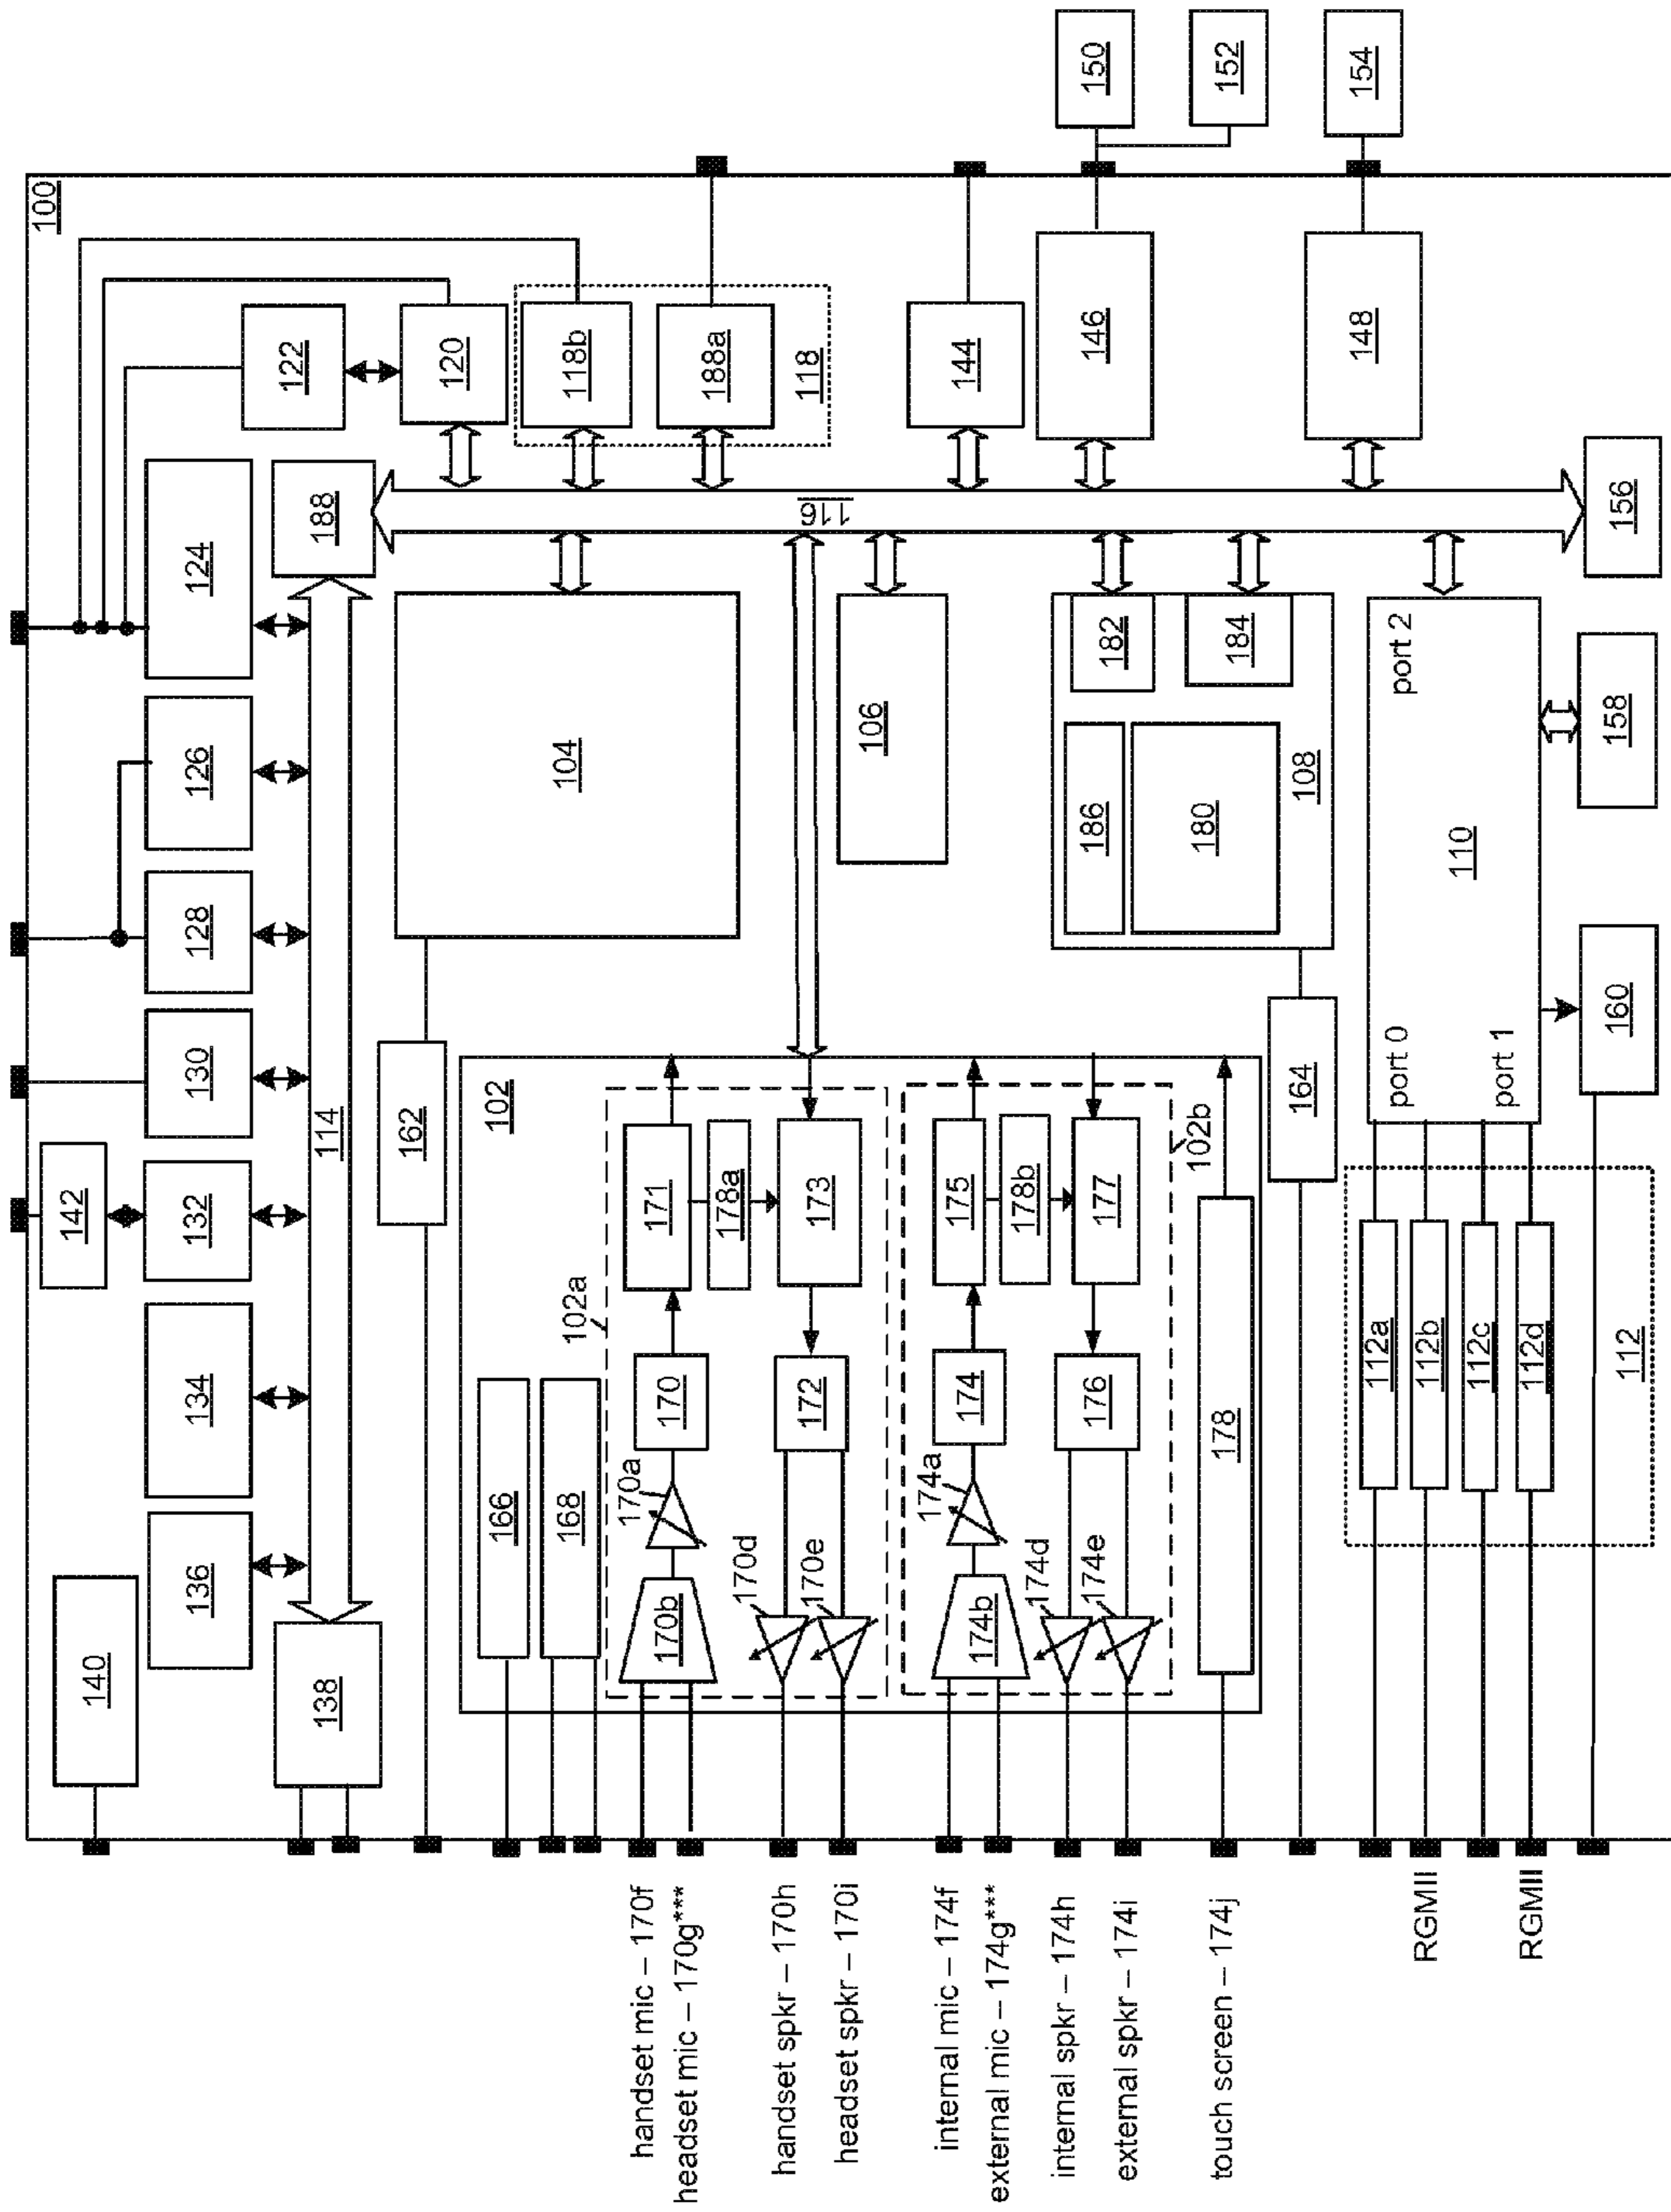 100
140
136
134
142
132
130
128
126
124
122
120
118b
188a
118
144
146
148
150
152
154
138
114
188
116
156
162
104
106
102
166
168
102a
170b
170a
170
171
178a
170d
170e
172
173
174b
174a
174
175
178b
174d
174e
176
177
102b
178
164
186
180
182
184
108
port 0
port 1
port 2
110
158
160
112a
112b
112c
112d
112
handset mic – 170f
headset mic – 170g***
handset spkr – 170h
headset spkr – 170i
internal mic – 174f
external mic – 174g***
internal spkr – 174h
external spkr – 174i
touch screen – 174j
RGMII
RGMII